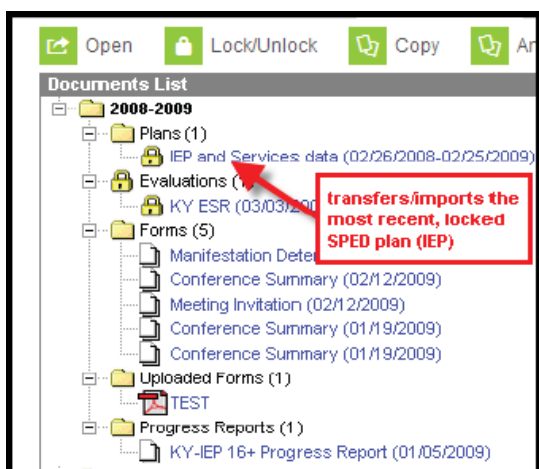 Open Lock/Unlock Copy
Documents List
2008-2009
Plans (1)
IEP and Services data (02/26/2008-02/25/2009)
Evaluations
KY ESR (03/03/200
Forms (5)
Manifestation Deter
Conference Summary (02/12/2009)
Meeting Invitation (02/12/2009)
Conference Summary (01/19/2009)
Conference Summary (01/19/2009)
Uploaded Forms (1)
TEST
Progress Reports (1)
KY-IEP 16+ Progress Report (01/05/2009)
transfers/imports the
most recent, locked
SPED plan (IEP)